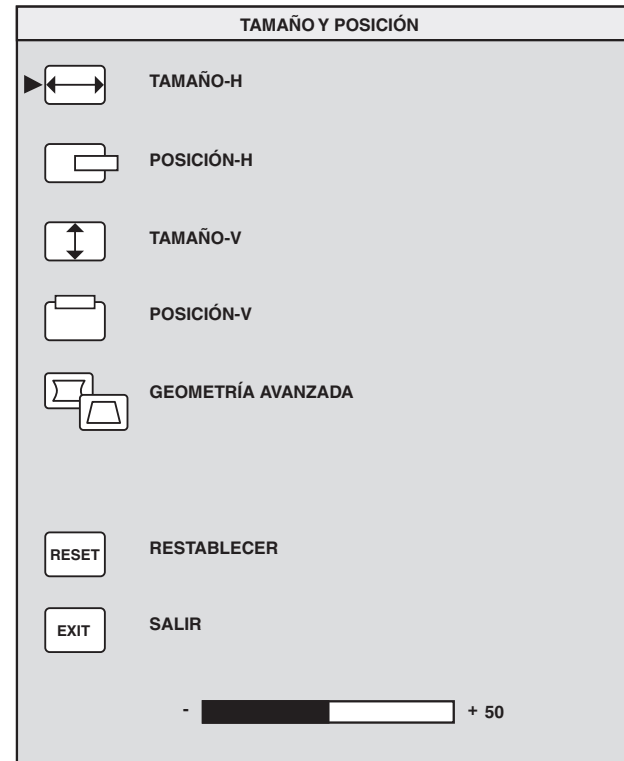 TAMAÑO Y POSICIÓN
TAMAÑO-H
POSICIÓN-H
TAMAÑO-V
POSICIÓN-V
GEOMETRÍA AVANZADA
RESET RESTABLECER
EXIT SALIR
- + 50